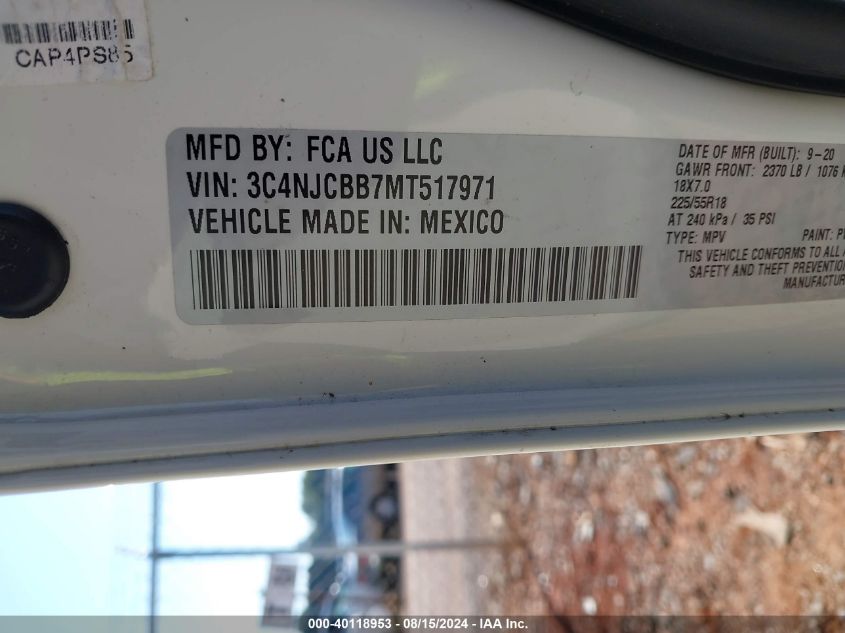 CAP4PS85
MFD BY: FCA US LLC
VIN: 3C4NJCBB7MT517971
VEHICLE MADE IN: MEXICO
DATE OF MFR (BUILT): 9-20
GAWR FRONT: 2370 LB / 1076
18X7.0
225/55R18
AT 240 kPa / 35 PSI
TYPE: MPV PAINT:
THIS VEHICLE CONFORMS TO ALL
SAFETY AND THEFT PREVENTION
MANUFACTUR
000-40118953 - 08/15/2024 - IAA Inc.